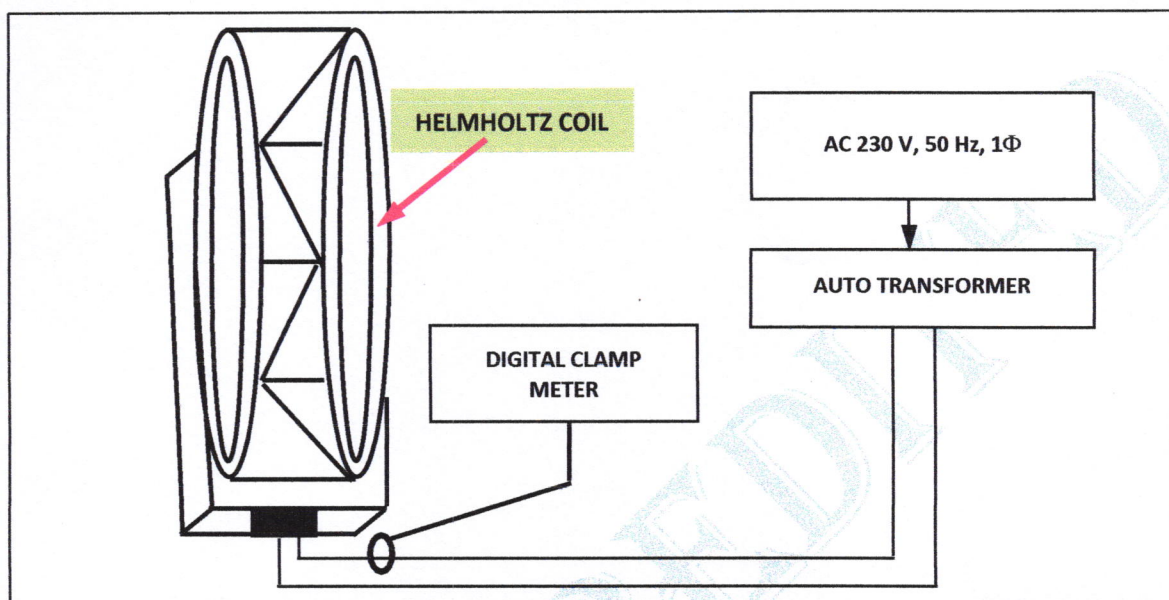 HELMHOLTZ COIL
AC 230 V, 50 Hz, 1Φ
AUTO TRANSFORMER
DIGITAL CLAMP
METER